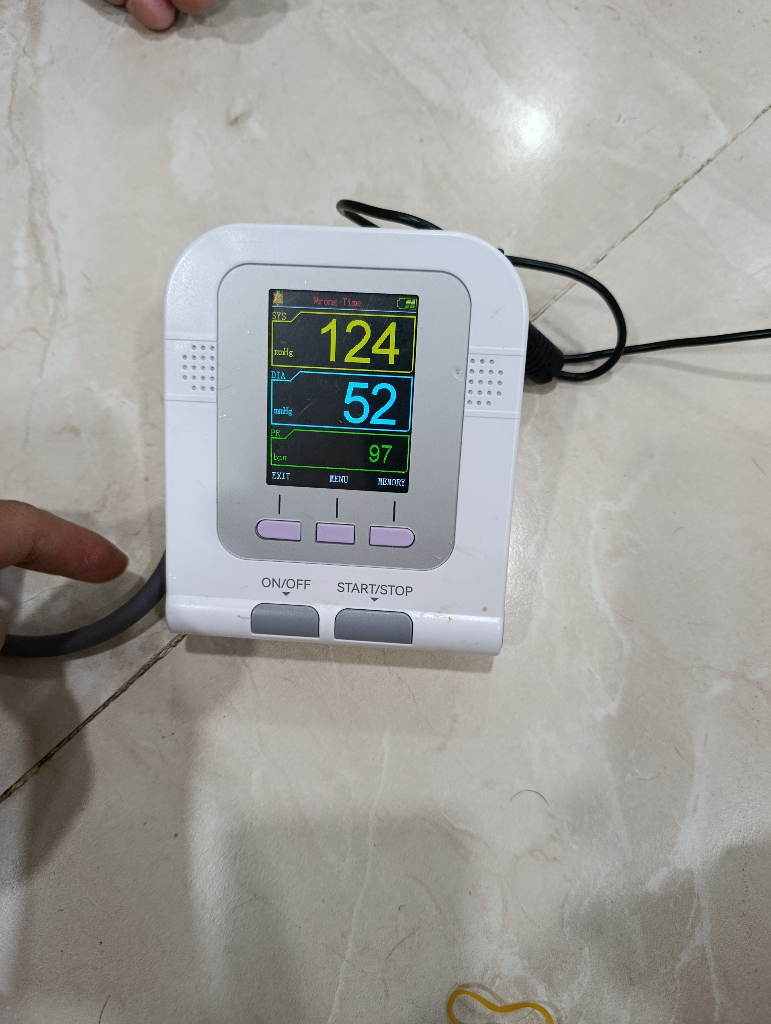 Wrong Time
SYS
mmHg
124
DIA
mmHg
52
PR
bpm
97
EXIT MENU MEMORY
ON/OFF START/STOP